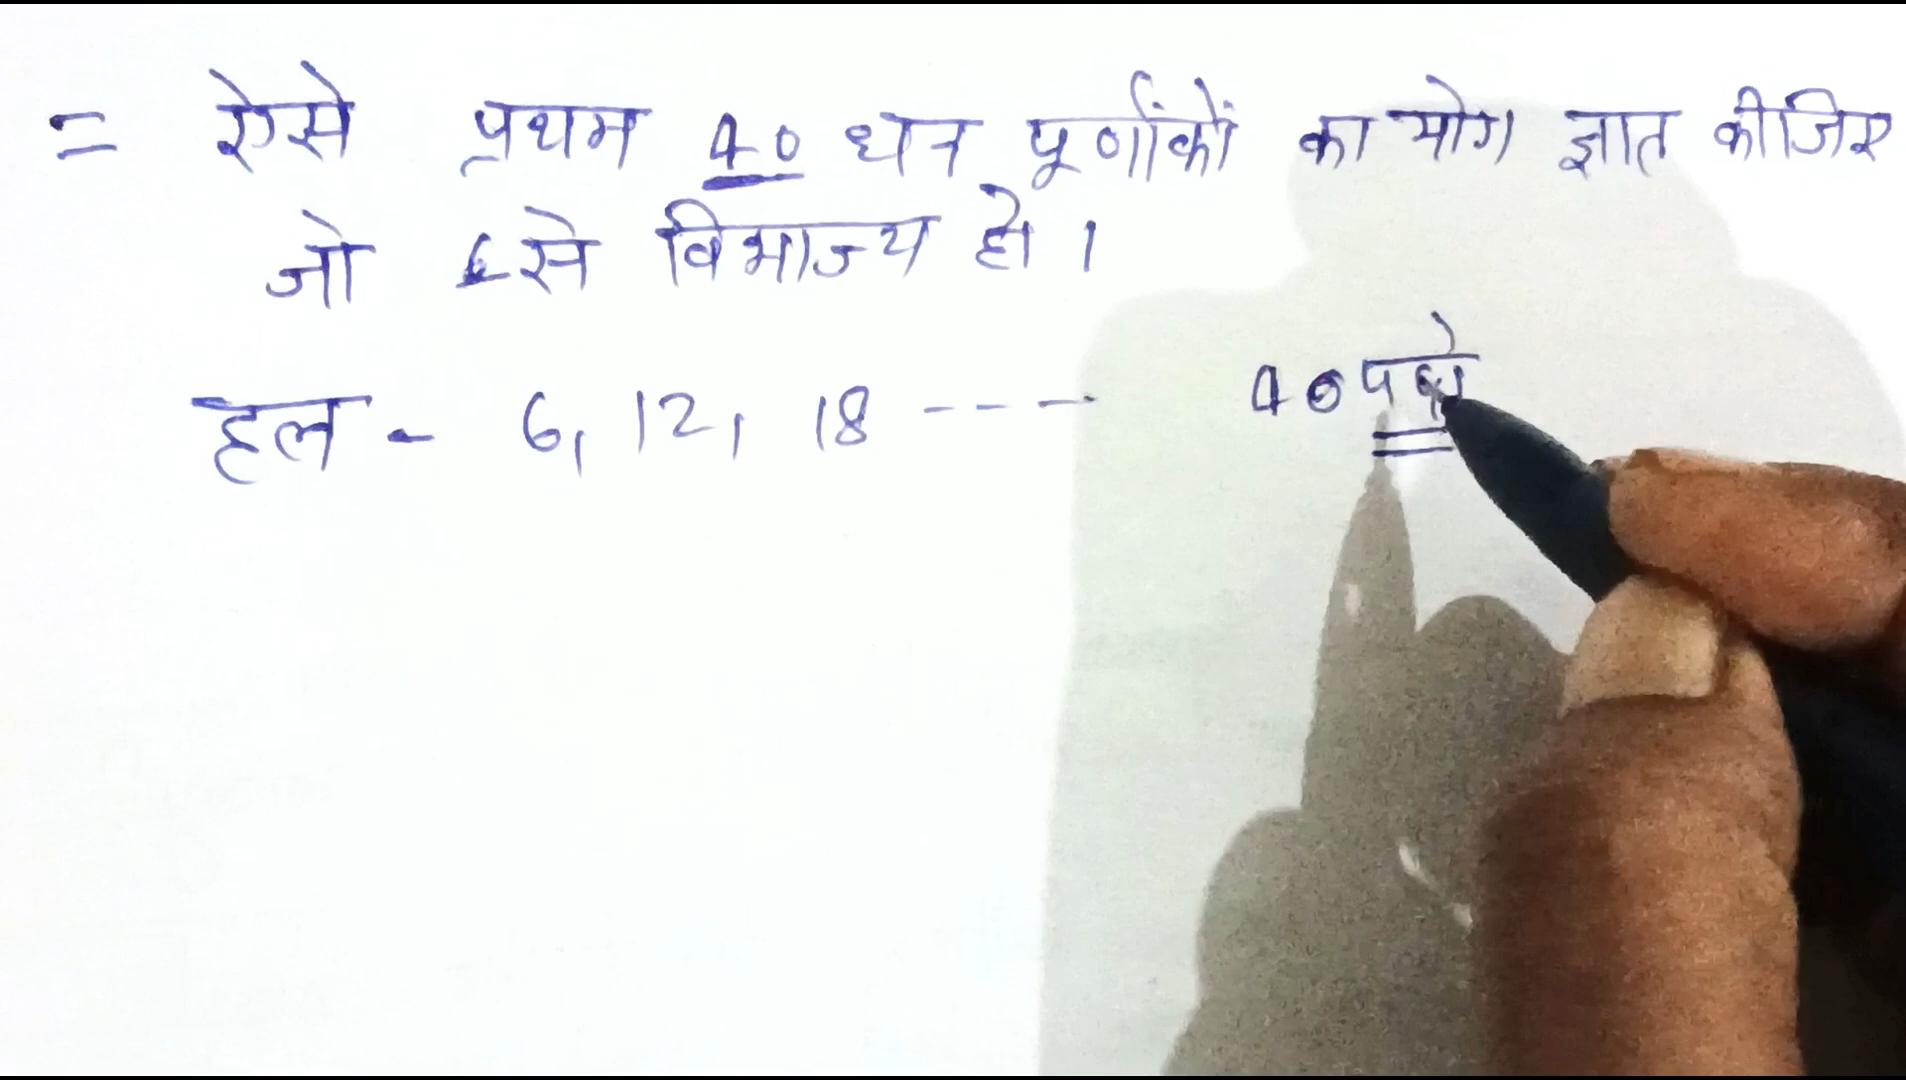 = ऐसे प्रथम 40 धन पूर्णांकों का योग ज्ञात कीजिए
जो 6 से विभाज्य हो।
हल - 6, 12, 18 ---- 40 पदो